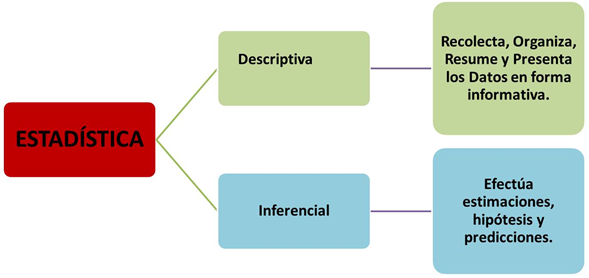 ESTADÍSTICA
Descriptiva
Recolecta, Organiza,
Resume y Presenta
los Datos en forma
informativa.
Inferencial
Efectúa
estimaciones,
hipótesis y
predicciones.